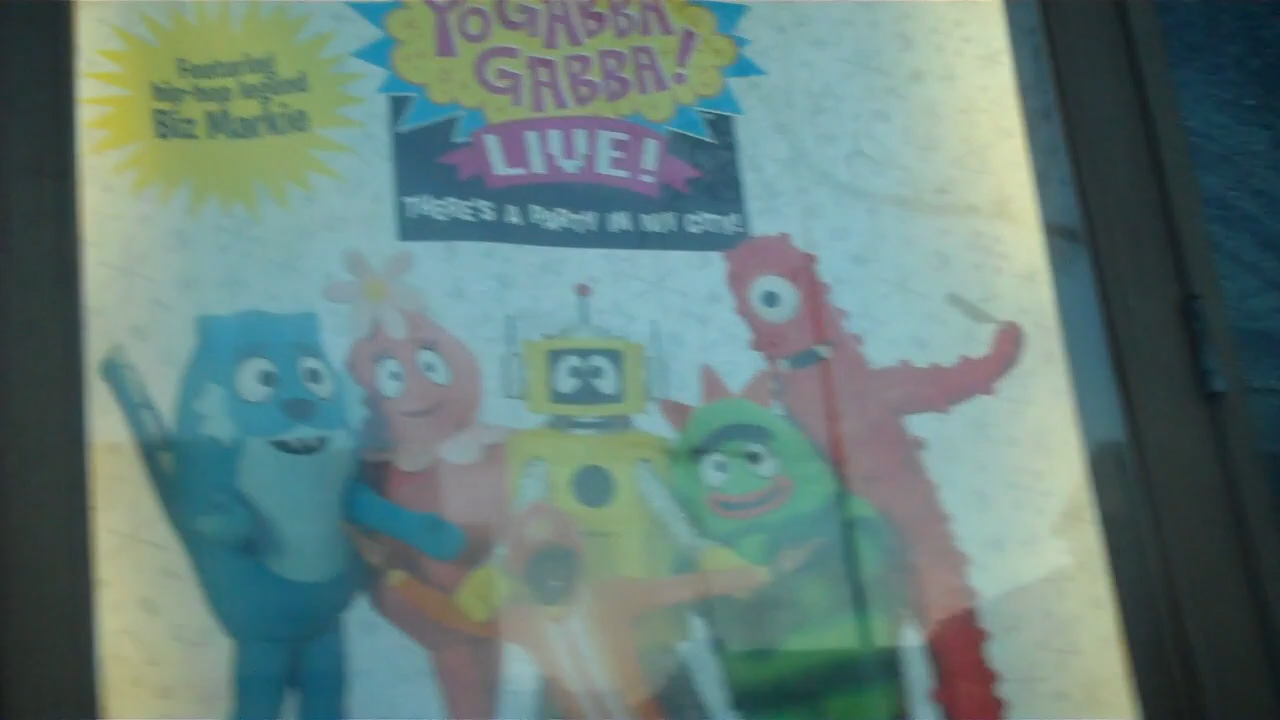 Featuring
hip-hop legend
Biz Markie
YO GABBA
GABBA!
LIVE!
THERE'S A PARTY IN MY CITY!